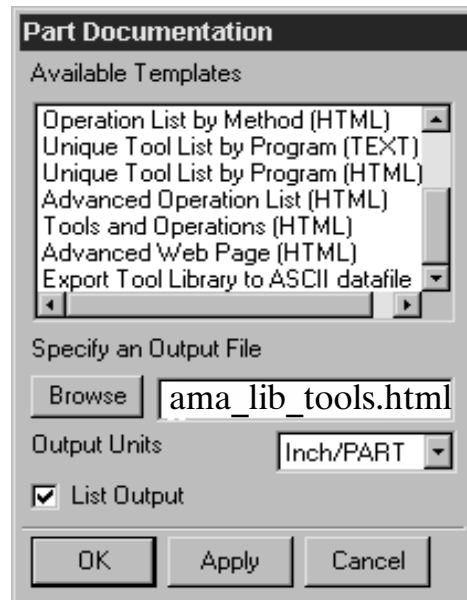 Part Documentation
Available Templates
Operation List by Method (HTML)
Unique Tool List by Program (TEXT)
Unique Tool List by Program (HTML)
Advanced Operation List (HTML)
Tools and Operations (HTML)
Advanced Web Page (HTML)
Export Tool Library to ASCII datafile
Specify an Output File
Browse ama_lib_tools.html
Output Units Inch/PART
List Output
OK Apply Cancel